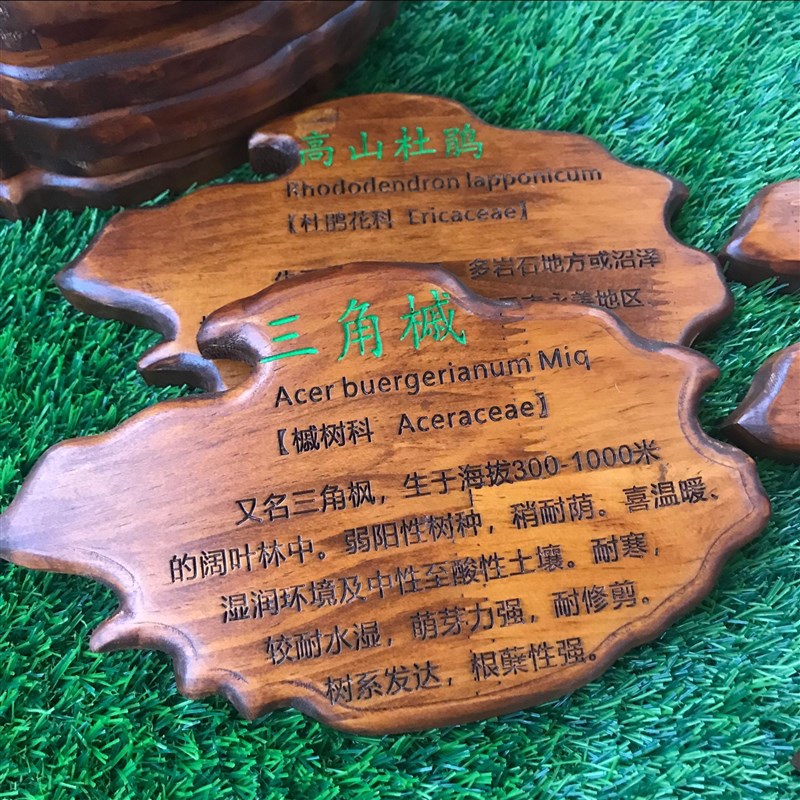 高山杜鹃
Rhododendron lapponicum
【杜鹃花科 Ericaceae】
多岩石地方或沼泽
地区
三角槭
Acer buergerianum Miq
【槭树科 Aceraceae】
又名三角枫，生于海拔300-1000米
的阔叶林中。弱阳性树种，稍耐荫。喜温暖、
湿润环境及中性至酸性土壤。耐寒，
较耐水湿，萌芽力强，耐修剪。
树系发达，根蘖性强。